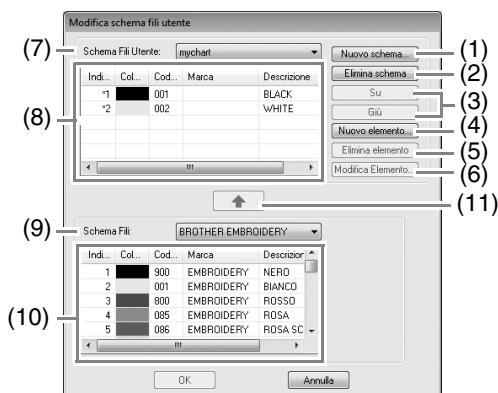 Modifica schema fili utente
(7) Schema Fili Utente: mychart Nuovo schema... (1)
Elimina schema (2)
Su (3)
Giù
Nuovo elemento... (4)
Elimina elemento (5)
Modifica Elemento... (6)
(8) Indi... Col... Cod... Marca Descrizione
*1 001 BLACK
*2 002 WHITE
(11)
(9) Schema Fili: BROTHER EMBROIDERY
(10) Indi... Col... Cod... Marca Descrizior
1 900 EMBROIDERY NERO
2 001 EMBROIDERY BIANCO
3 800 EMBROIDERY ROSSO
4 085 EMBROIDERY ROSA
5 086 EMBROIDERY ROSA SC
OK Annulla